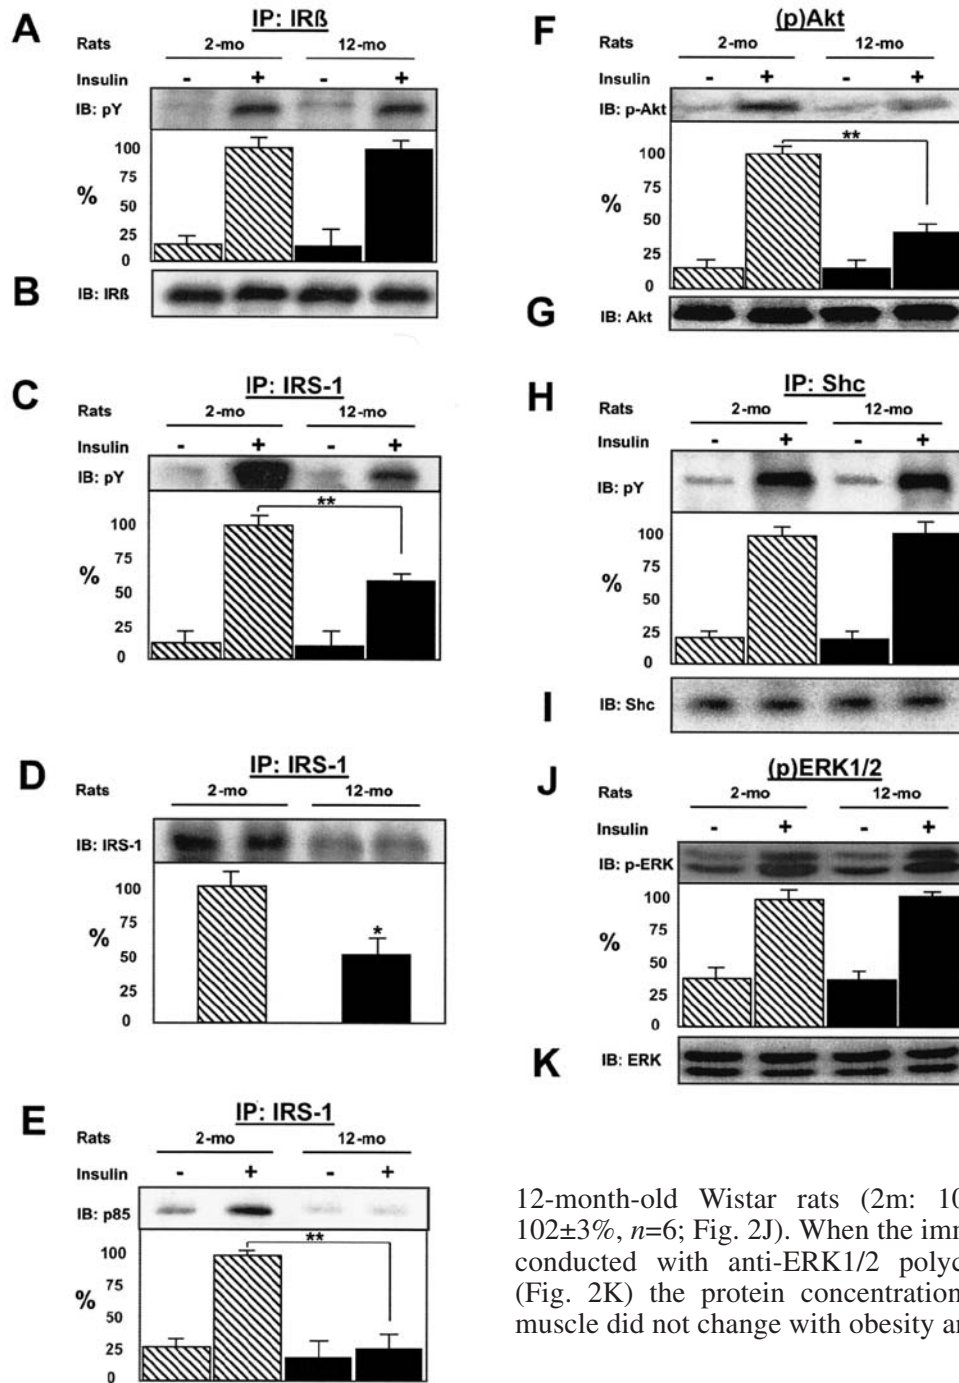 A
IP: IRß
Rats 2-mo 12-mo
Insulin - + - +
IB: pY
100
75
%
50
25
0
B
IB: IRß
C
IP: IRS-1
Rats 2-mo 12-mo
Insulin - + - +
IB: pY
**
100
75
%
50
25
0
D
IP: IRS-1
Rats 2-mo 12-mo
IB: IRS-1
100
75
%
*
50
25
0
E
IP: IRS-1
Rats 2-mo 12-mo
Insulin - + - +
IB: p85
**
100
75
%
50
25
0
F
(p)Akt
Rats 2-mo 12-mo
Insulin - + - +
IB: p-Akt
**
100
75
%
50
25
0
G
IB: Akt
H
IP: Shc
Rats 2-mo 12-mo
Insulin - + - +
IB: pY
100
75
%
50
25
0
I
IB: Shc
J
(p)ERK1/2
Rats 2-mo 12-mo
Insulin - + - +
IB: p-ERK
100
%
50
25
0
K
IB: ERK
12-month-old Wistar rats (2m: 10
102±3%, n=6; Fig. 2J). When the imm
conducted with anti-ERK1/2 polyc
(Fig. 2K) the protein concentration
muscle did not change with obesity an